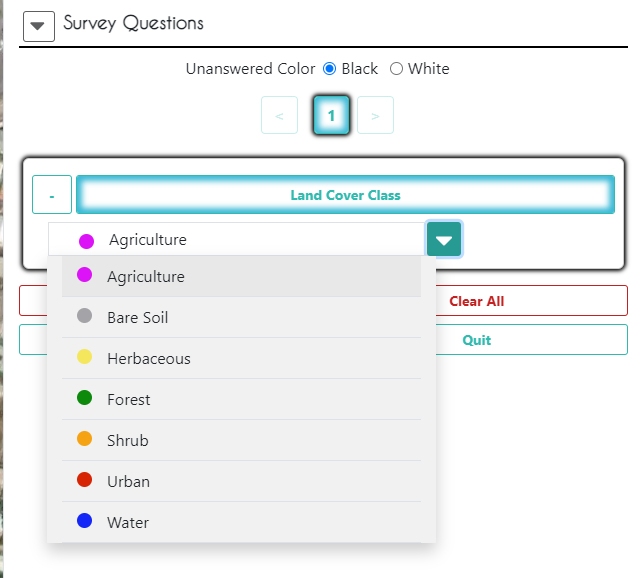 Survey Questions
Unanswered Color Black White
< 1 >
- Land Cover Class
Agriculture
Agriculture
Bare Soil
Herbaceous
Forest
Shrub
Urban
Water
Clear All
Quit